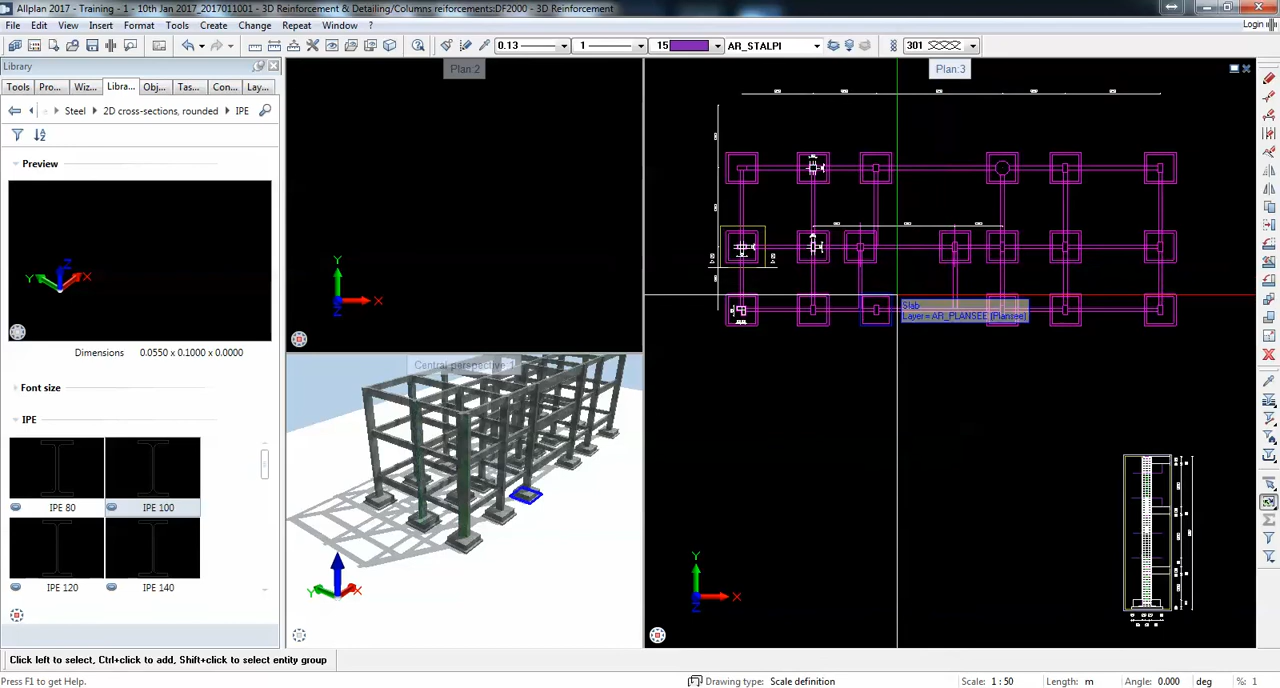 Allplan 2017 - Training - 1 - 10th Jan 2017_2017011001 - 3D Reinforcement & Detailing/Columns reiforcements:DF2000 - 3D Reinforcement
File Edit View Insert Format Tools Create Change Repeat Window ?
Login
0.13 1 15 AR_STALPI 301
Library
Tools Pro... Wiz... Libra... Obj... Tas... Con... Lay...
Steel 2D cross-sections, rounded IPE
Preview
Dimensions 0.0550 x 0.1000 x 0.0000
Font size
IPE
IPE 80 IPE 100
IPE 120 IPE 140
Plan:2
Central perspective
Plan:3
Slab
Layer= AR_PLANSEE (Plansee)
Y X Z
Y X Z
Y X
Y X Z
Click left to select, Ctrl+click to add, Shift+click to select entity group
Press F1 to get Help.
Drawing type: Scale definition Scale: 1 : 50 Length: m Angle: 0.000 deg %: 1